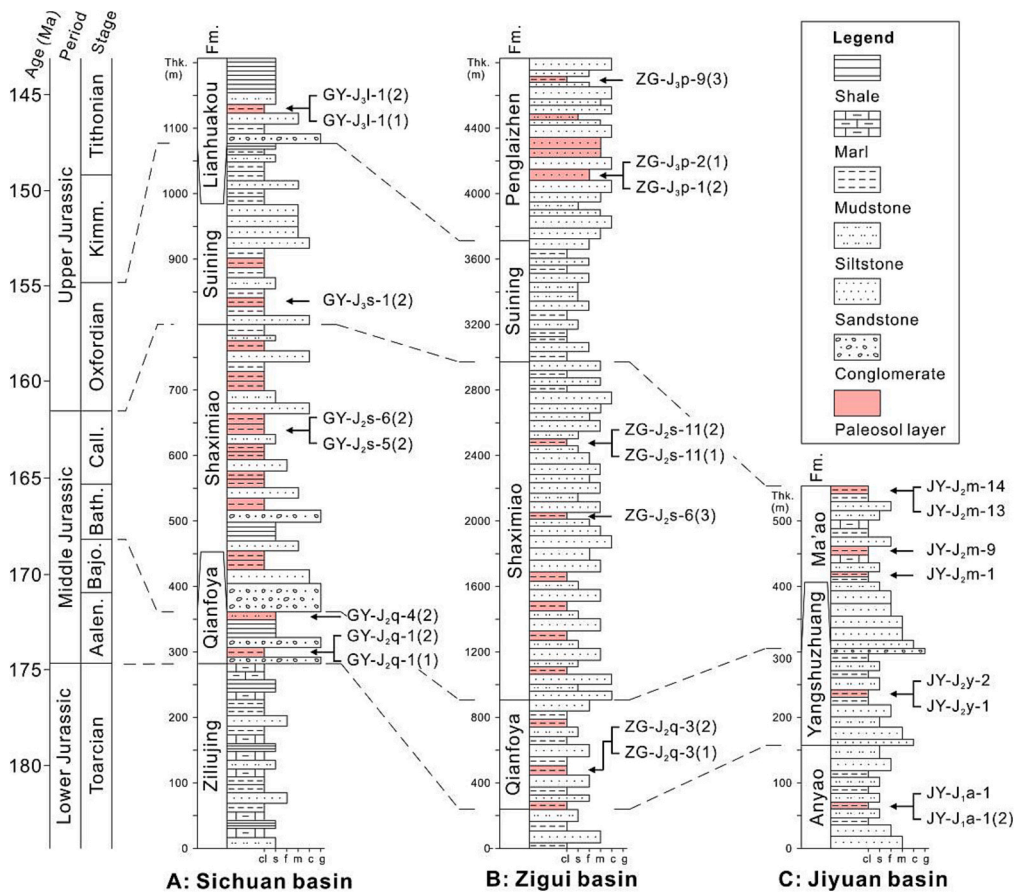 Age (Ma)
Period
Stage
145
150
155
160
165
170
175
180
Upper Jurassic
Middle Jurassic
Lower Jurassic
Tithonian
Kimm.
Oxfordian
Call.
Bath.
Bajo.
Aalen.
Toarcian
Fm.
Thk.
(m)
Lianhuakou
Suining
Shaximiao
Qianfoya
Ziliujing
1100
1000
900
700
600
500
400
300
200
100
0
GY-J₃l-1(2)
GY-J₃l-1(1)
GY-J₃s-1(2)
GY-J₂s-6(2)
GY-J₂s-5(2)
GY-J₂q-4(2)
GY-J₂q-1(2)
GY-J₂q-1(1)
cl s f m c g
A: Sichuan basin
Fm.
Thk.
(m)
Penglaizhen
Suining
Shaximiao
Qianfoya
4400
4000
3600
3200
2800
2400
2000
1600
1200
800
400
0
ZG-J₃p-9(3)
ZG-J₃p-2(1)
ZG-J₃p-1(2)
ZG-J₂s-11(2)
ZG-J₂s-11(1)
ZG-J₂s-6(3)
ZG-J₂q-3(2)
ZG-J₂q-3(1)
cl s f m c g
B: Zigui basin
Legend
Shale
Marl
Mudstone
Siltstone
Sandstone
Conglomerate
Paleosol layer
Fm.
Thk.
(m)
Ma'ao
Yangshuzhuang
Anyao
500
400
300
200
100
0
JY-J₂m-14
JY-J₂m-13
JY-J₂m-9
JY-J₂m-1
JY-J₂y-2
JY-J₂y-1
JY-J₁a-1
JY-J₁a-1(2)
cl s f m c g
C: Jiyuan basin